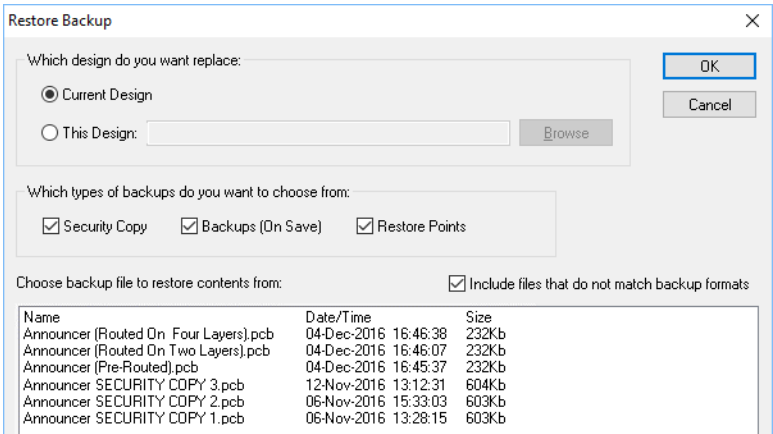 Restore Backup
Which design do you want replace:
Current Design
This Design:
Browse
OK
Cancel
Which types of backups do you want to choose from:
Security Copy Backups (On Save) Restore Points
Choose backup file to restore contents from: Include files that do not match backup formats
Name Date/Time Size
Announcer (Routed On Four Layers).pcb 04-Dec-2016 16:46:38 232Kb
Announcer (Routed On Two Layers).pcb 04-Dec-2016 16:46:07 232Kb
Announcer (Pre-Routed).pcb 04-Dec-2016 16:45:37 232Kb
Announcer SECURITY COPY 3.pcb 12-Nov-2016 13:12:31 604Kb
Announcer SECURITY COPY 2.pcb 06-Nov-2016 15:33:03 603Kb
Announcer SECURITY COPY 1.pcb 06-Nov-2016 13:28:15 603Kb